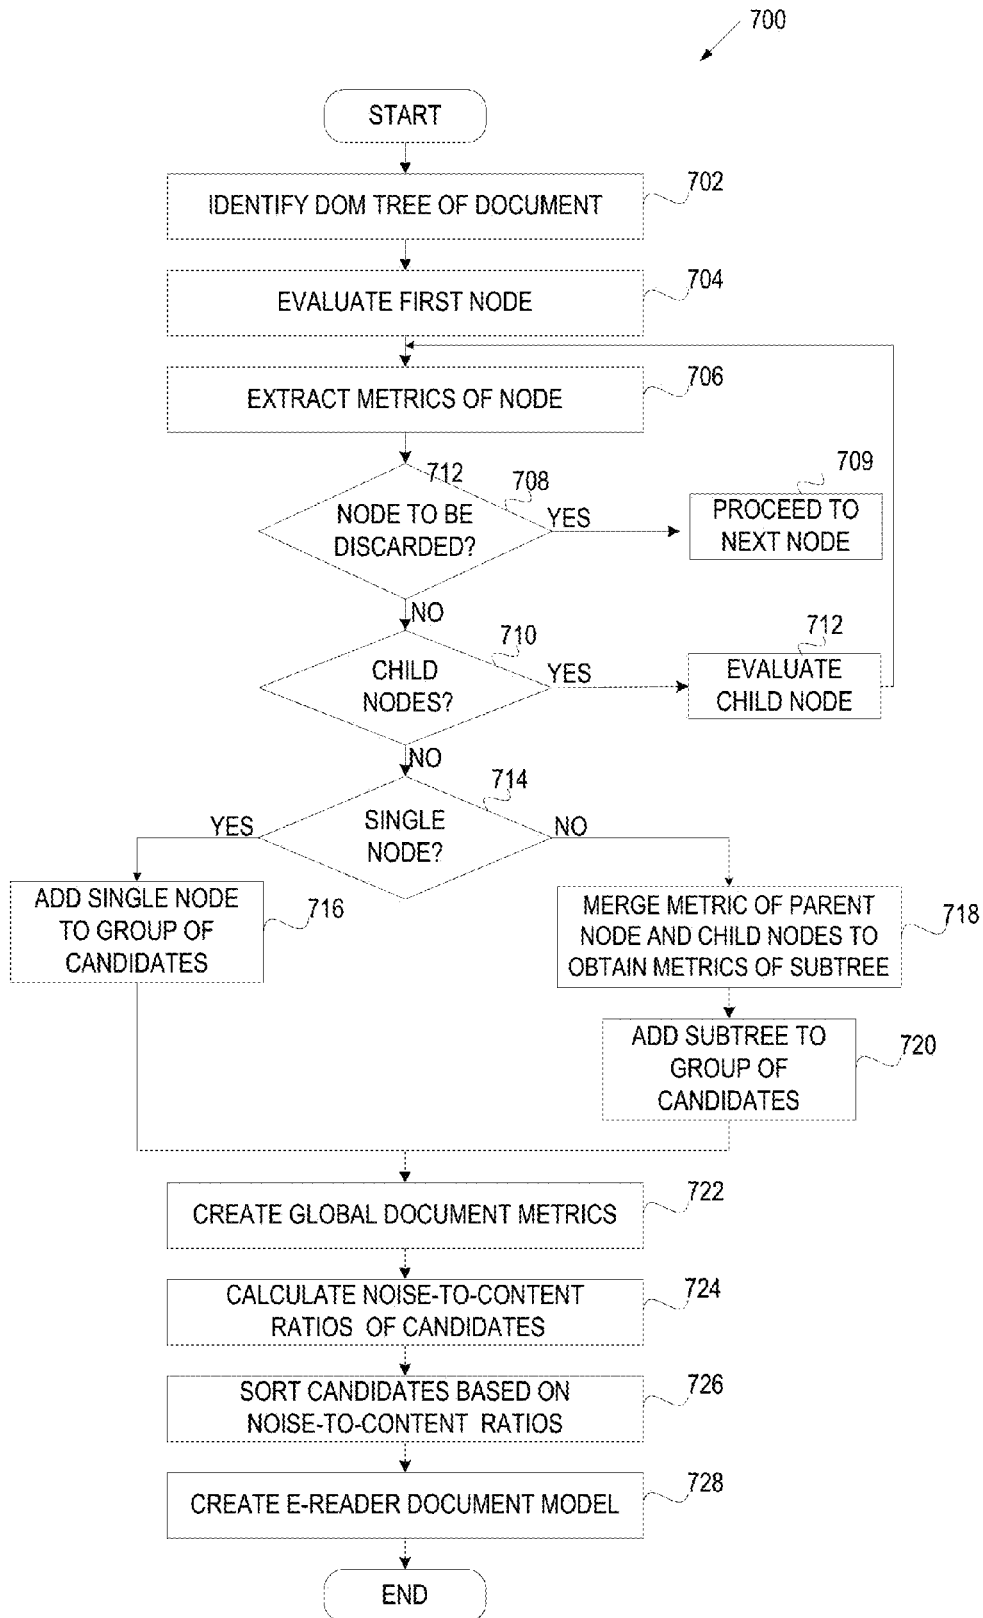 700
START
702
IDENTIFY DOM TREE OF DOCUMENT
704
EVALUATE FIRST NODE
706
EXTRACT METRICS OF NODE
712
708
709
NODE TO BE
DISCARDED?
YES
PROCEED TO
NEXT NODE
NO
710
712
CHILD
NODES?
YES
EVALUATE
CHILD NODE
NO
714
YES
SINGLE
NODE?
NO
ADD SINGLE NODE
TO GROUP OF
CANDIDATES
716
MERGE METRIC OF PARENT
NODE AND CHILD NODES TO
OBTAIN METRICS OF SUBTREE
718
ADD SUBTREE TO
GROUP OF
CANDIDATES
720
722
CREATE GLOBAL DOCUMENT METRICS
CALCULATE NOISE-TO-CONTENT
RATIOS OF CANDIDATES
724
SORT CANDIDATES BASED ON
NOISE-TO-CONTENT RATIOS
726
728
CREATE E-READER DOCUMENT MODEL
END